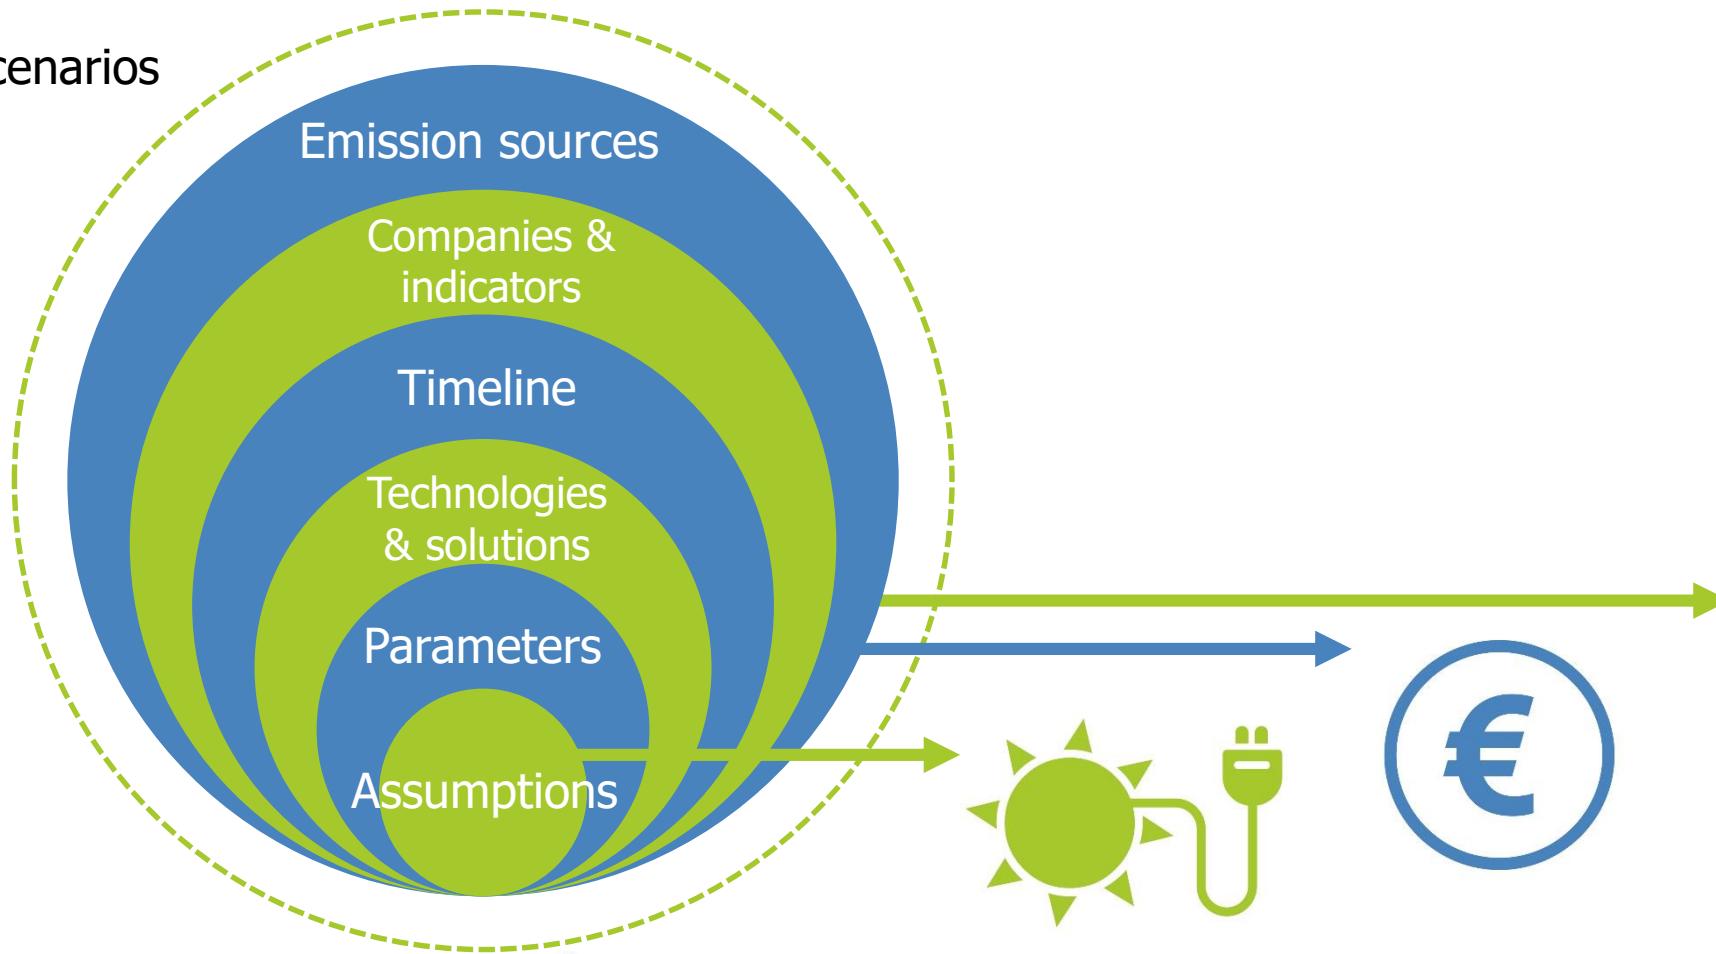 cenarios
Emission sources
Companies &
indicators
Timeline
Technologies
& solutions
Parameters
Assumptions
€